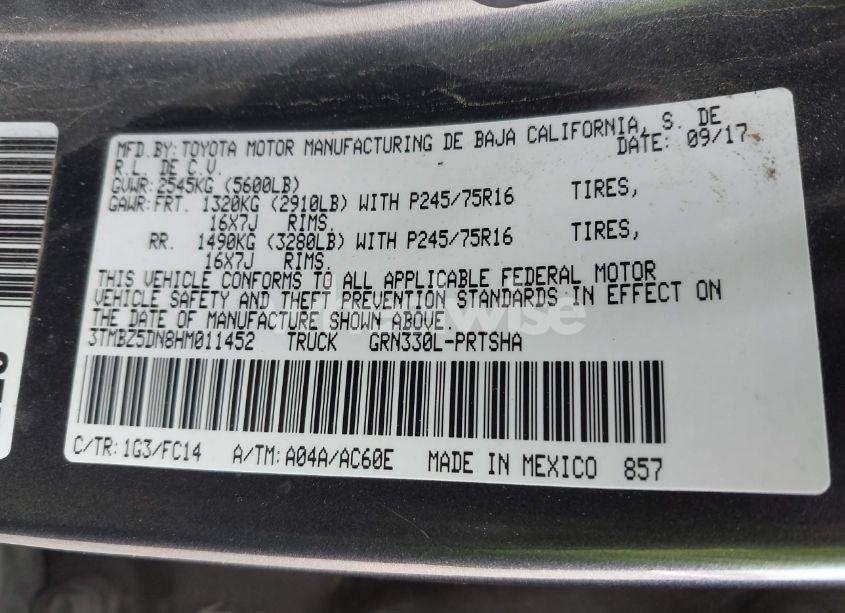 MFD.BY: TOYOTA MOTOR MANUFACTURING DE BAJA CALIFORNIA, S. DE
R.L. DE C.V. DATE: 09/17
GVWR: 2545KG (5600LB)
GAWR: FRT. 1320KG (2910LB) WITH P245/75R16 TIRES,
16X7J RIMS.
RR. 1490KG (3280LB) WITH P245/75R16 TIRES,
16X7J RIMS.
THIS VEHICLE CONFORMS TO ALL APPLICABLE FEDERAL MOTOR
VEHICLE SAFETY AND THEFT PREVENTION STANDARDS IN EFFECT ON
THE DATE OF MANUFACTURE SHOWN ABOVE.
3TMBZ5DN8HM011452 TRUCK GRN330L-PRTSHA
C/TR: 1G3/FC14 A/TM: A04A/AC60E MADE IN MEXICO 857